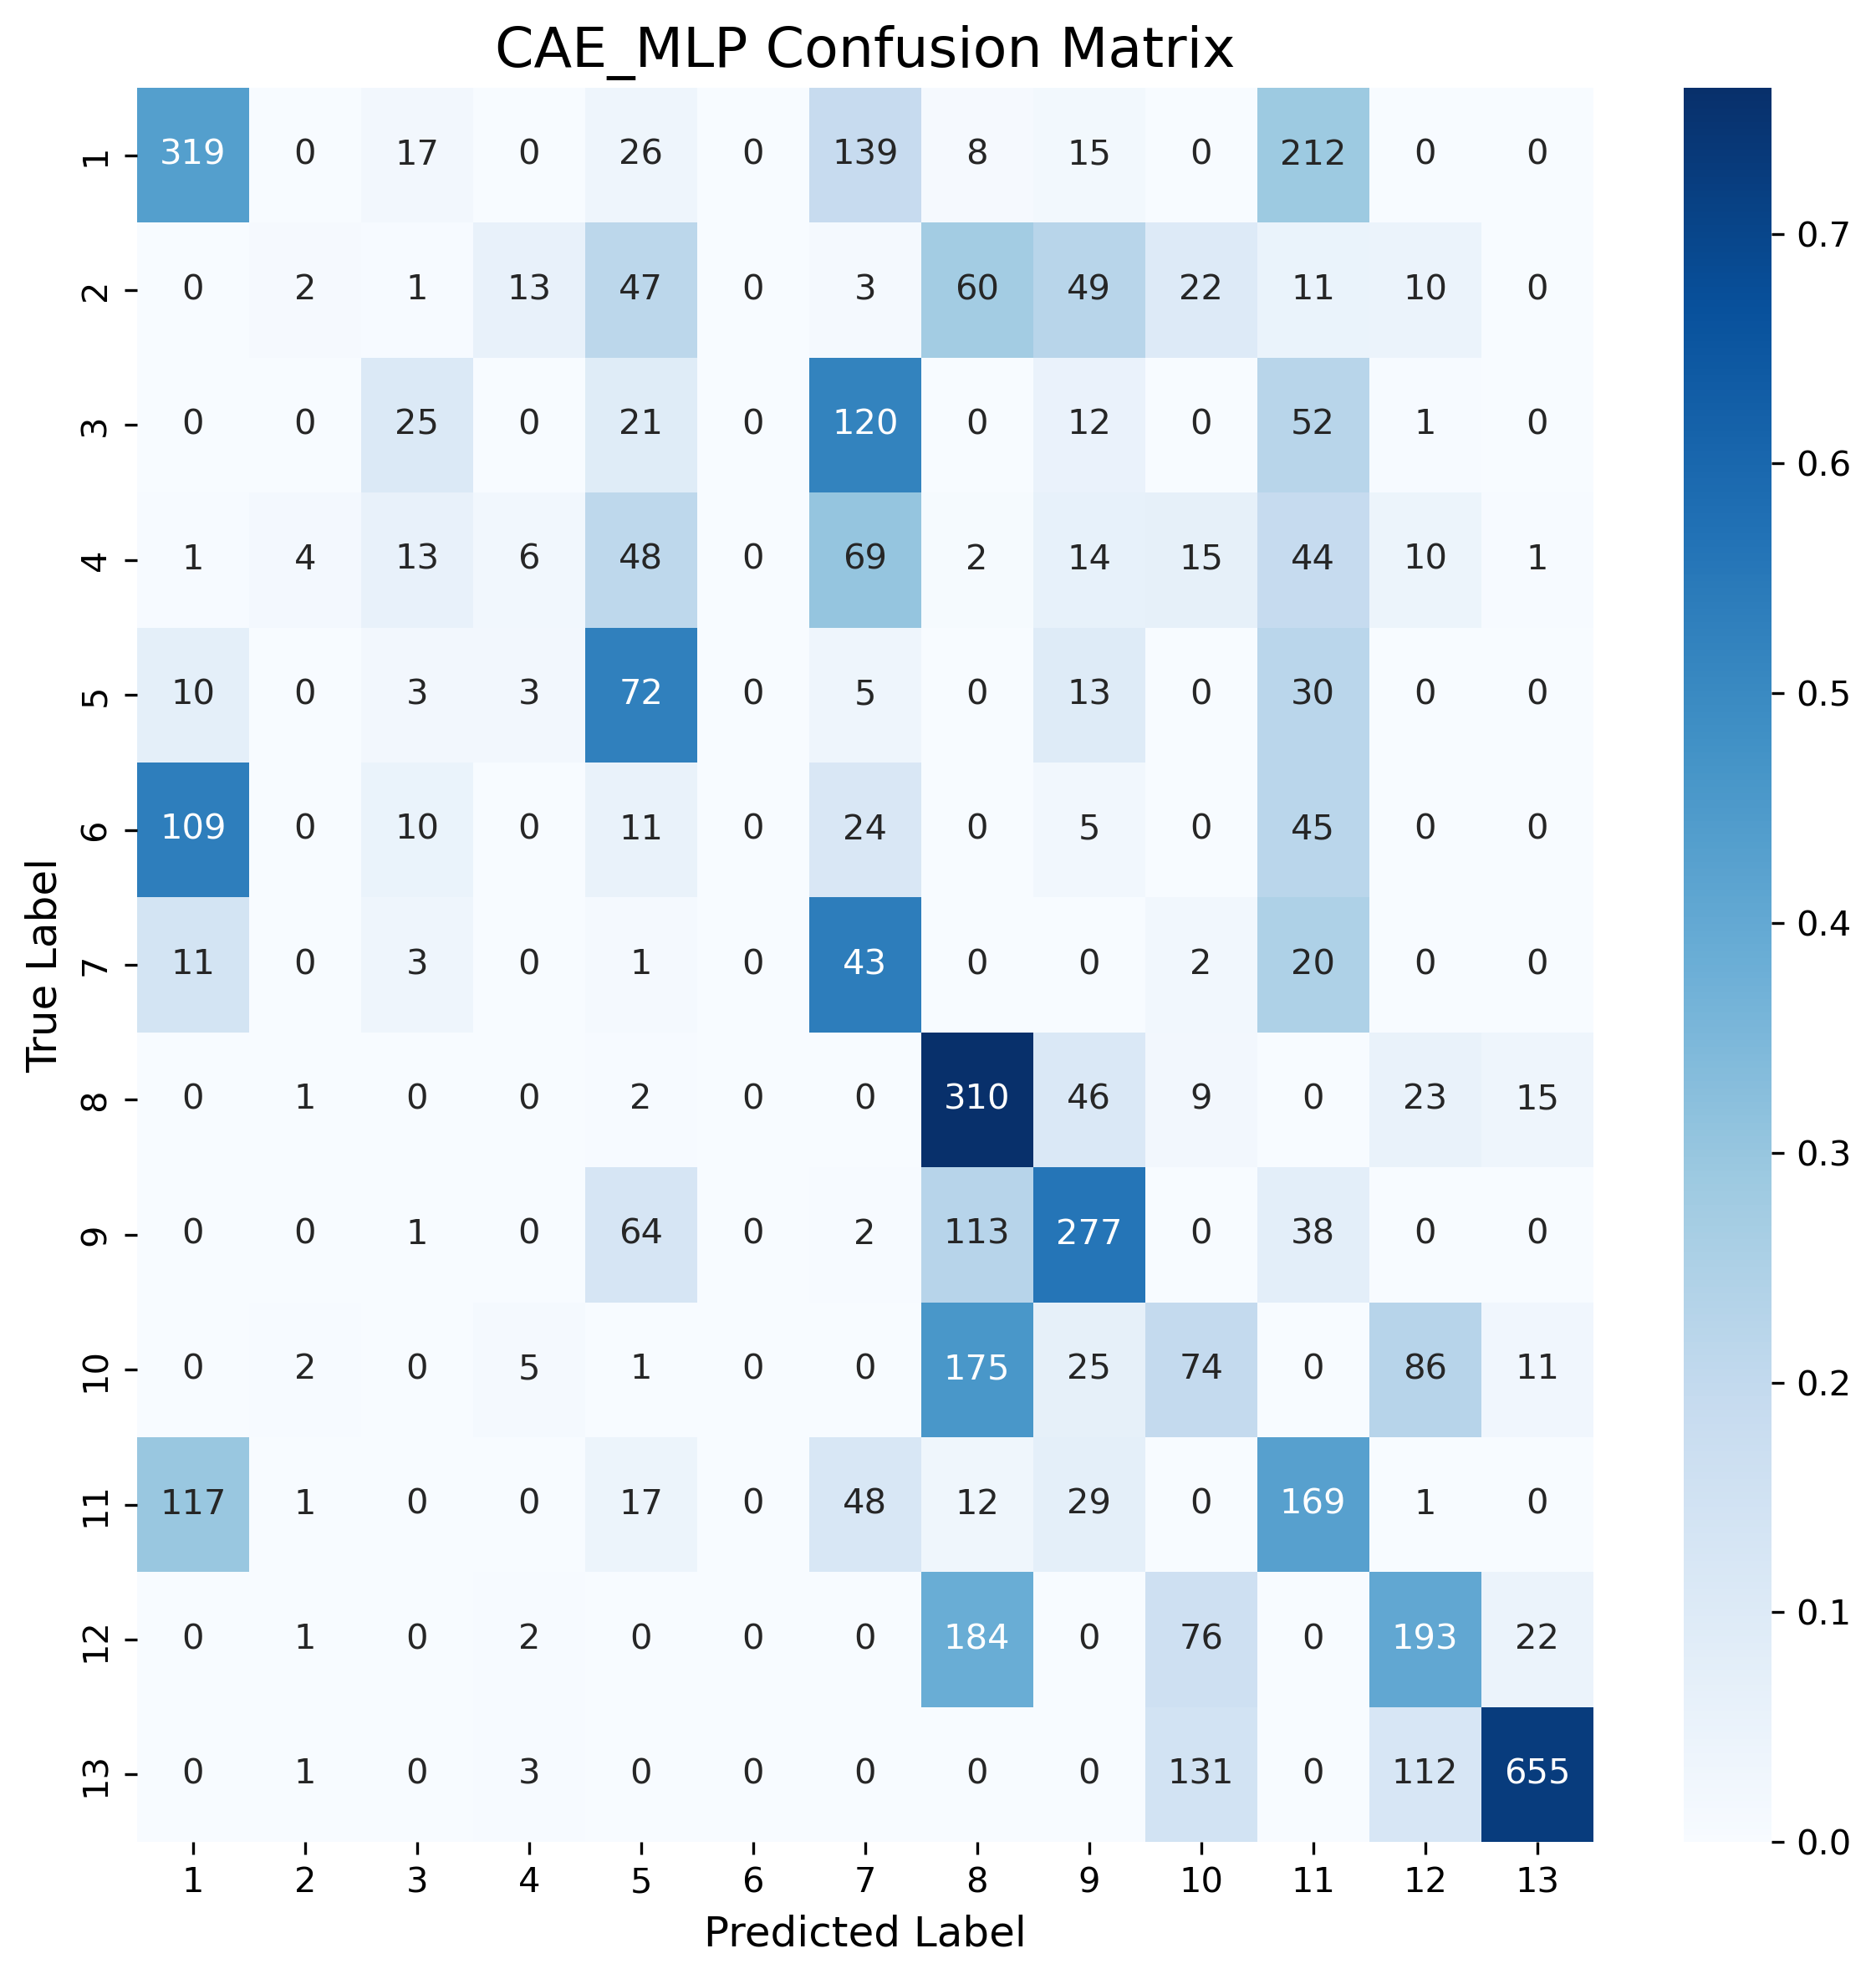 CAE_MLP Confusion Matrix
1 319 0 17 0 26 0 139 8 15 0 212 0 0
2 0 2 1 13 47 0 3 60 49 22 11 10 0
3 0 0 25 0 21 0 120 0 12 0 52 1 0
4 1 4 13 6 48 0 69 2 14 15 44 10 1
5 10 0 3 3 72 0 5 0 13 0 30 0 0
6 109 0 10 0 11 0 24 0 5 0 45 0 0
7 11 0 3 0 1 0 43 0 0 2 20 0 0
8 0 1 0 0 2 0 0 310 46 9 0 23 15
9 0 0 1 0 64 0 2 113 277 0 38 0 0
10 0 2 0 5 1 0 0 175 25 74 0 86 11
11 117 1 0 0 17 0 48 12 29 0 169 1 0
12 0 1 0 2 0 0 0 184 0 76 0 193 22
13 0 1 0 3 0 0 0 0 0 131 0 112 655
1 2 3 4 5 6 7 8 9 10 11 12 13
Predicted Label
True Label
0.7
0.6
0.5
0.4
0.3
0.2
0.1
0.0